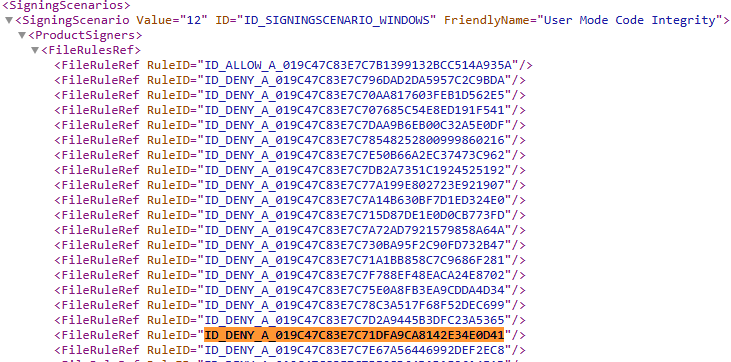 <SigningScenarios>
▼<SigningScenario Value="12" ID="ID_SIGNINGSCENARIO_WINDOWS" FriendlyName="User Mode Code Integrity">
▼<ProductSigners>
▼<FileRulesRef>
<FileRuleRef RuleID="ID_ALLOW_A_019C47C83E7C7B1399132BCC514A935A"/>
<FileRuleRef RuleID="ID_DENY_A_019C47C83E7C796DAD2DA5957C2C9BDA"/>
<FileRuleRef RuleID="ID_DENY_A_019C47C83E7C70AA817603FEB1D562E5"/>
<FileRuleRef RuleID="ID_DENY_A_019C47C83E7C707685C54E8ED191F541"/>
<FileRuleRef RuleID="ID_DENY_A_019C47C83E7C7DAA9B6EB00C32A5E0DF"/>
<FileRuleRef RuleID="ID_DENY_A_019C47C83E7C78548252800999860216"/>
<FileRuleRef RuleID="ID_DENY_A_019C47C83E7C7E50B66A2EC37473C962"/>
<FileRuleRef RuleID="ID_DENY_A_019C47C83E7C7DB2A7351C1924525192"/>
<FileRuleRef RuleID="ID_DENY_A_019C47C83E7C77A199E802723E921907"/>
<FileRuleRef RuleID="ID_DENY_A_019C47C83E7C7A14B630BF7D1ED324E0"/>
<FileRuleRef RuleID="ID_DENY_A_019C47C83E7C715D87DE1E0D0CB773FD"/>
<FileRuleRef RuleID="ID_DENY_A_019C47C83E7C7A72AD7921579858A64A"/>
<FileRuleRef RuleID="ID_DENY_A_019C47C83E7C730BA95F2C90FD732B47"/>
<FileRuleRef RuleID="ID_DENY_A_019C47C83E7C71A1BB858C7C9686F281"/>
<FileRuleRef RuleID="ID_DENY_A_019C47C83E7C7F788EF48EACA24E8702"/>
<FileRuleRef RuleID="ID_DENY_A_019C47C83E7C75E0A8FB3EA9CDDA4D34"/>
<FileRuleRef RuleID="ID_DENY_A_019C47C83E7C78C3A517F68F52DEC699"/>
<FileRuleRef RuleID="ID_DENY_A_019C47C83E7C7D2A9445B3DFC23A5365"/>
<FileRuleRef RuleID="ID_DENY_A_019C47C83E7C71DFA9CA8142E34E0D41"/>
<FileRuleRef RuleID="ID_DENY_A_019C47C83E7C7E67A56446992DEF2EC8"/>